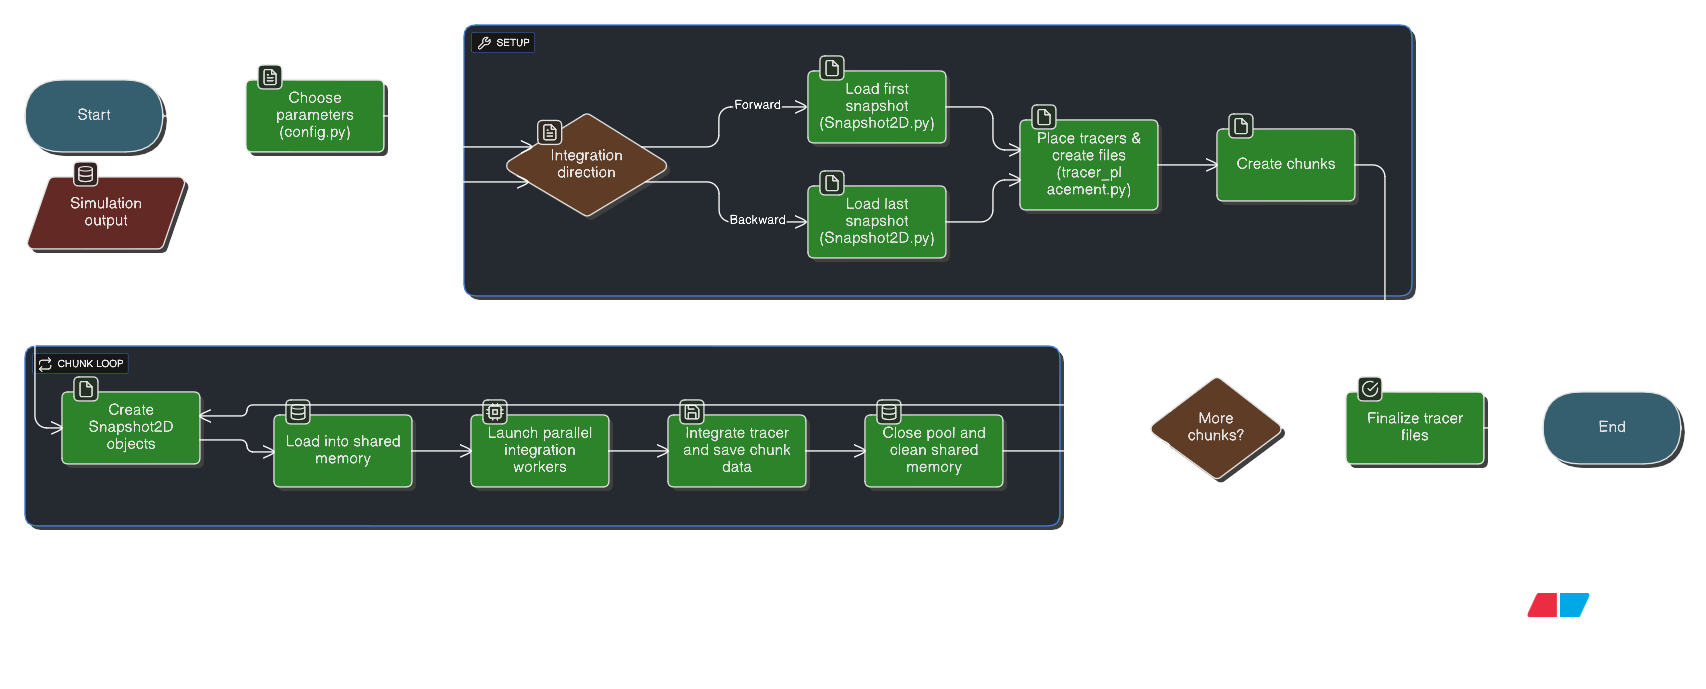 SETUP
Start
Choose
parameters
(config.py)
Simulation
output
Integration
direction
Forward
Backward
Load first
snapshot
(Snapshot2D.py)
Load last
snapshot
(Snapshot2D.py)
Place tracers &
create files
(tracer_pl
acement.py)
Create chunks
CHUNK LOOP
Create
Snapshot2D
objects
Load into shared
memory
Launch parallel
integration
workers
Integrate tracer
and save chunk
data
Close pool and
clean shared
memory
More
chunks?
Finalize tracer
files
End